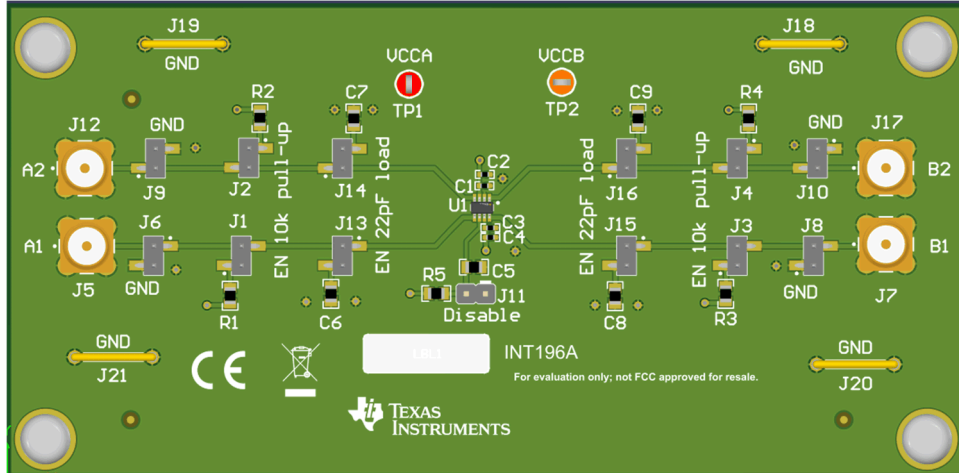 J19
GND
VCCA
TP1
VCCB
TP2
J18
GND
R2
C7
C9
R4
J12
GND
GND
J17
A2
J9
J2
EN 10k pull-up
J14
EN 22pF load
C2
C1
U1
C3
C4
EN 22pF load
J16
EN 10k pull-up
J4
J10
B2
A1
J6
J1
J13
J15
J3
J8
B1
J5
GND
R1
C6
R5
C5
J11
Disable
C8
R3
GND
J7
GND
J21
CE
LBL1
INT196A
For evaluation only; not FCC approved for resale.
GND
J20
ti
TEXAS
INSTRUMENTS